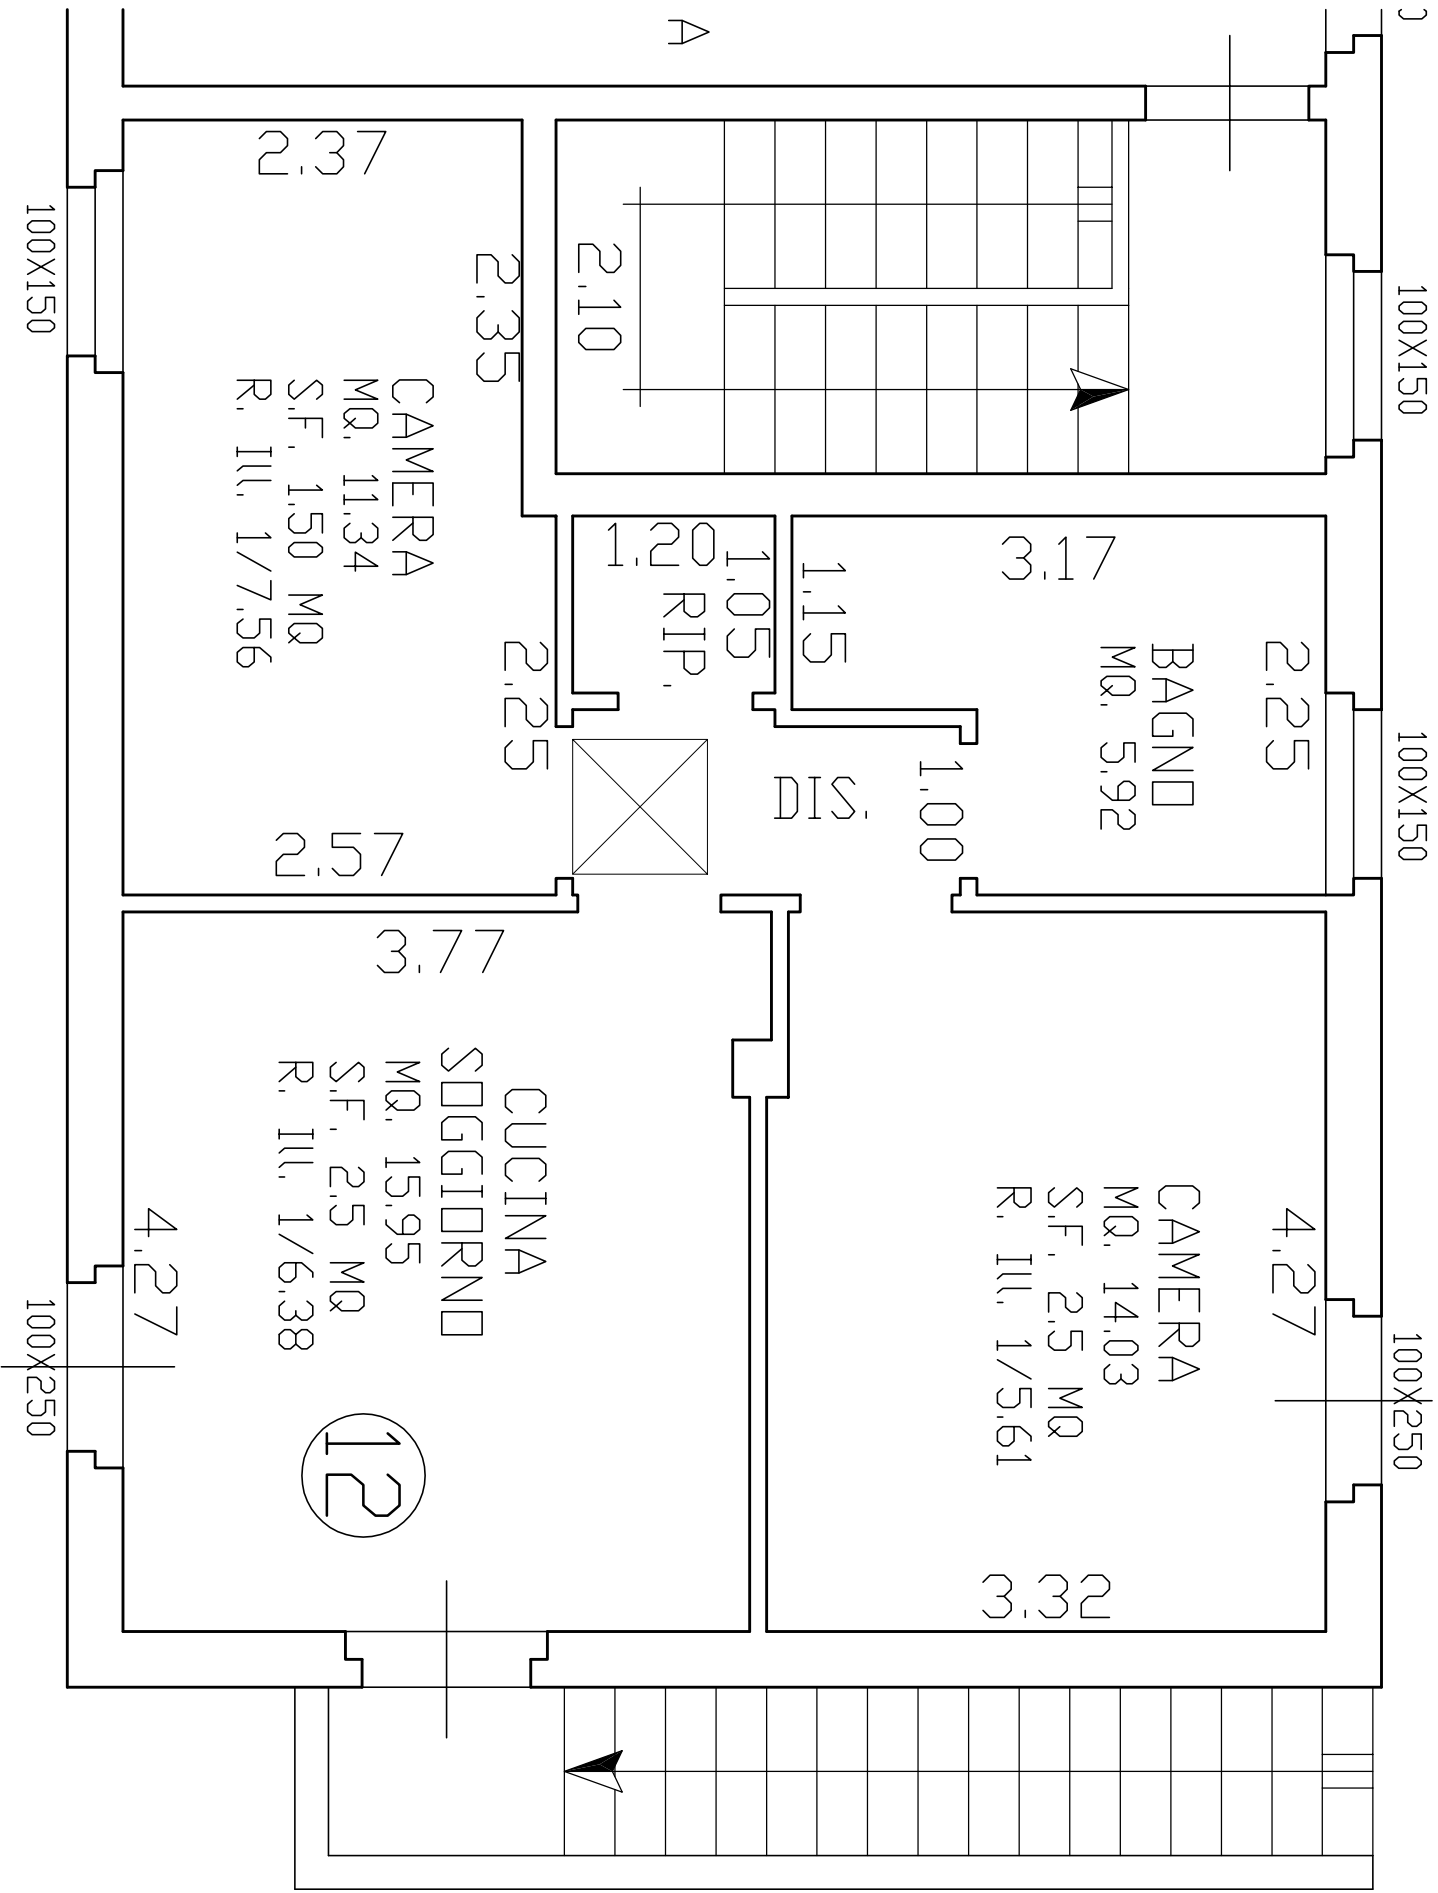 A
2.37
100X150
2.35
2.10
100X150
CAMERA
MQ. 11.34
S.F. 1.50 MQ
R. Ill. 1/7.56
1.20
1.05
RIP.
1.15
3.17
BAGNO
MQ. 5.92
2.25
100X150
2.25
DIS.
1.00
2.57
3.77
CUCINA
SOGGIORNO
MQ. 15.95
S.F. 2.5 MQ
R. Ill. 1/6.38
4.27
100X250
12
CAMERA
MQ. 14.03
S.F. 2.5 MQ
R. Ill. 1/5.61
4.27
100X250
3.32